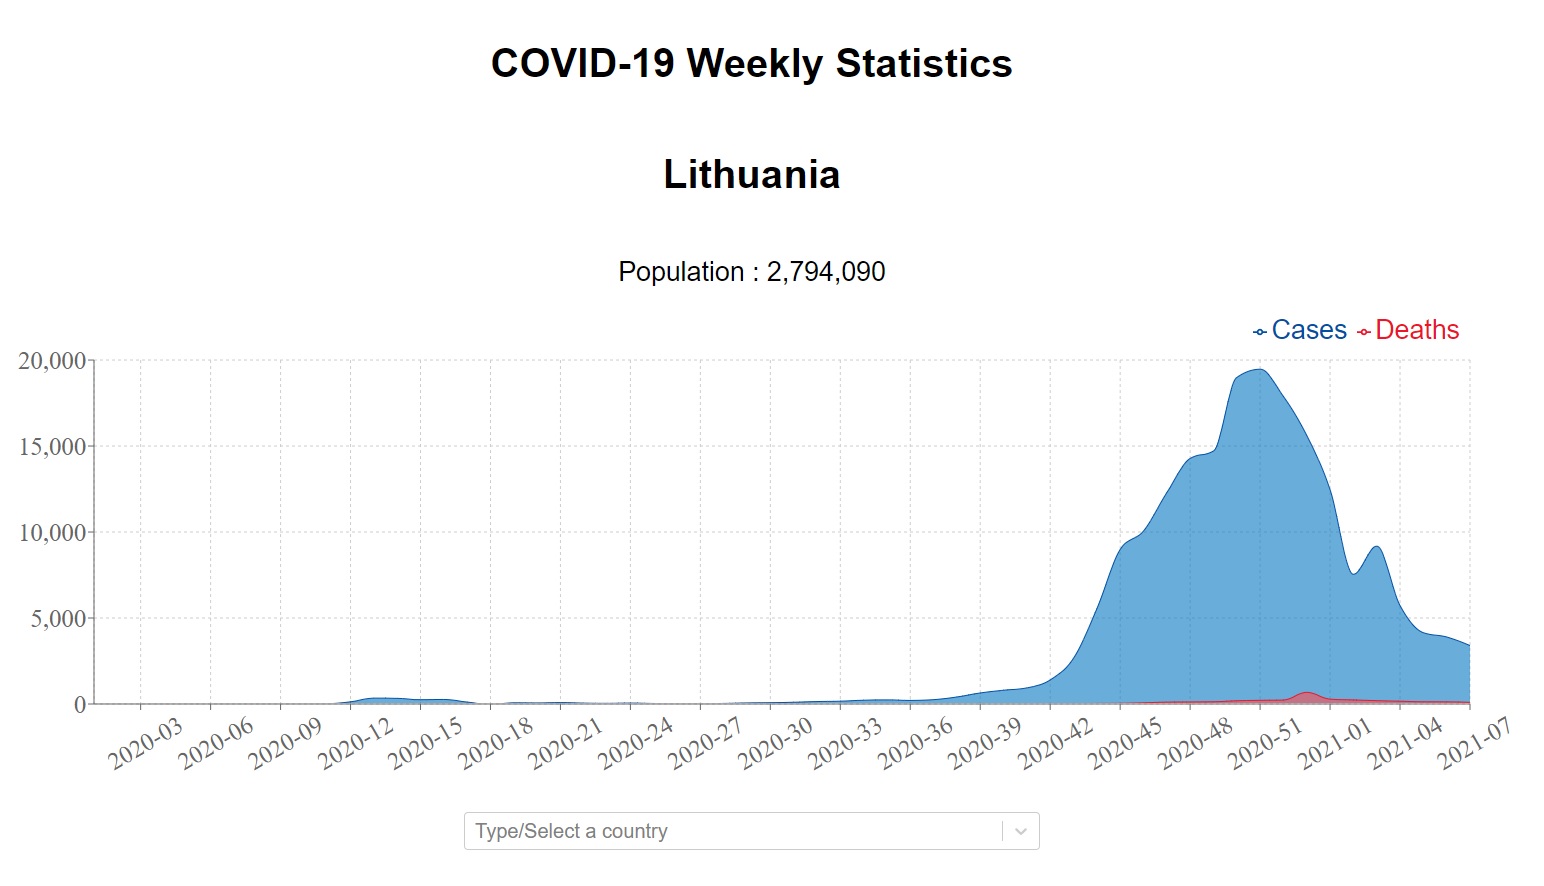 COVID-19 Weekly Statistics
Lithuania
Population : 2,794,090
Cases Deaths
20,000
15,000
10,000
5,000
0
2020-03 2020-06 2020-09 2020-12 2020-15 2020-18 2020-21 2020-24 2020-27 2020-30 2020-33 2020-36 2020-39 2020-42 2020-45 2020-48 2020-51 2021-01 2021-04 2021-07
Type/Select a country